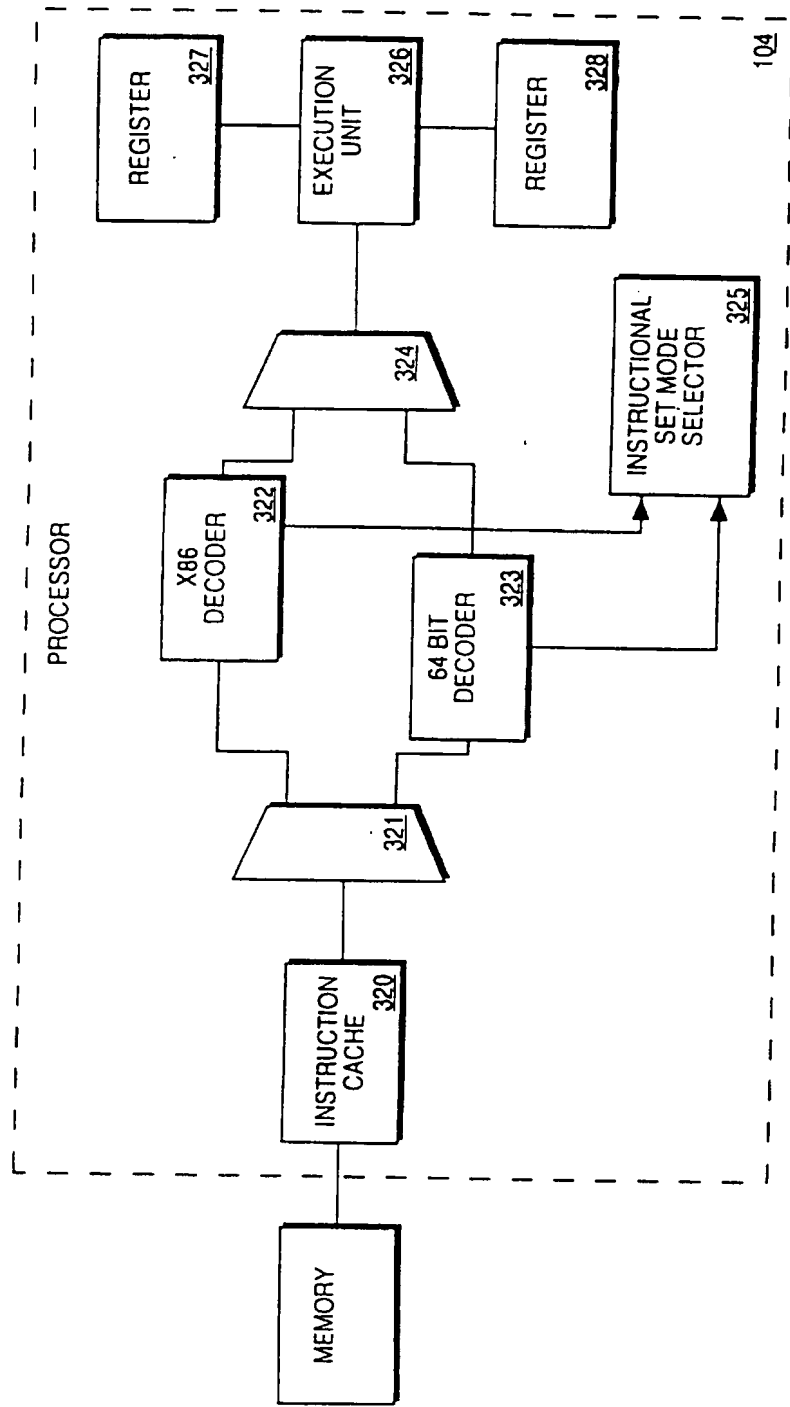 PROCESSOR
MEMORY
INSTRUCTION
CACHE
320
321
X86
DECODER
322
64 BIT
DECODER
323
324
INSTRUCTIONAL
SET MODE
SELECTOR
325
REGISTER
327
EXECUTION
UNIT
326
REGISTER
328
104